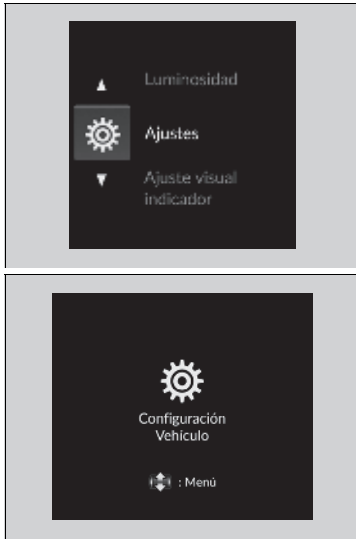 Luminosidad
Ajustes
Ajuste visual
indicador
Configuración
Vehículo
: Menú